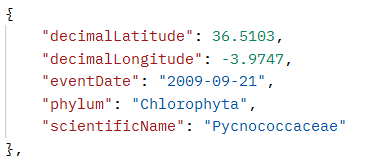 {
"decimalLatitude": 36.5103,
"decimalLongitude": -3.9747,
"eventDate": "2009-09-21",
"phylum": "Chlorophyta",
"scientificName": "Pycnococcaceae"
},